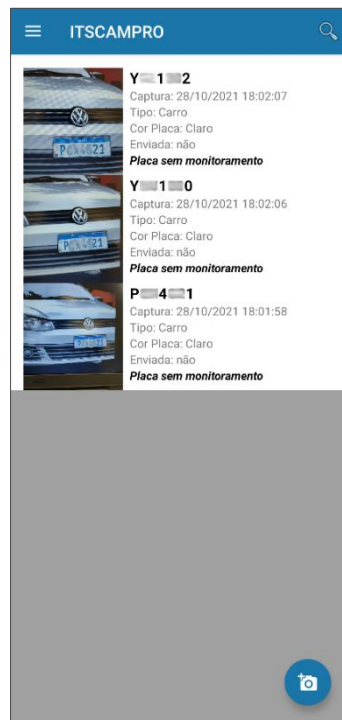 ITSCAMPRO
Y 1 2
Captura: 28/10/2021 18:02:07
Tipo: Carro
Cor Placa: Claro
Enviada: não
Placa sem monitoramento
Y 1 0
Captura: 28/10/2021 18:02:06
Tipo: Carro
Cor Placa: Claro
Enviada: não
Placa sem monitoramento
P 4 1
Captura: 28/10/2021 18:01:58
Tipo: Carro
Cor Placa: Claro
Enviada: não
Placa sem monitoramento